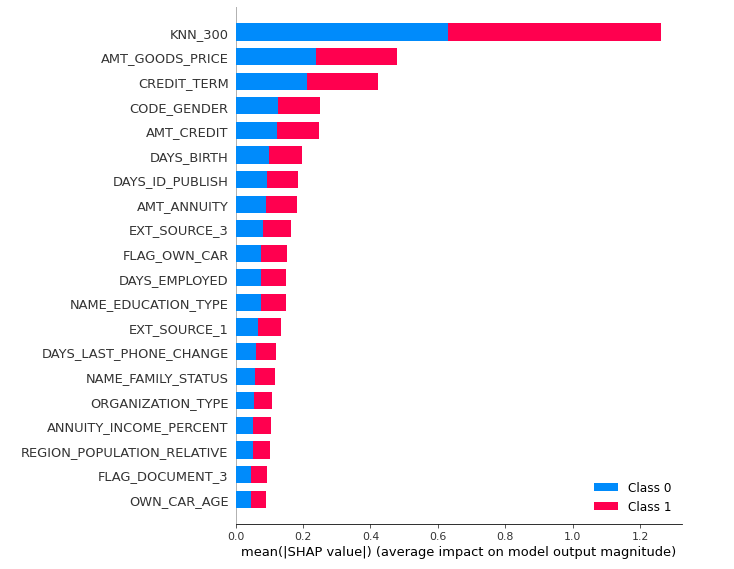 KNN_300
AMT_GOODS_PRICE
CREDIT_TERM
CODE_GENDER
AMT_CREDIT
DAYS_BIRTH
DAYS_ID_PUBLISH
AMT_ANNUITY
EXT_SOURCE_3
FLAG_OWN_CAR
DAYS_EMPLOYED
NAME_EDUCATION_TYPE
EXT_SOURCE_1
DAYS_LAST_PHONE_CHANGE
NAME_FAMILY_STATUS
ORGANIZATION_TYPE
ANNUITY_INCOME_PERCENT
REGION_POPULATION_RELATIVE
FLAG_DOCUMENT_3
OWN_CAR_AGE
Class 0
Class 1
0.0 0.2 0.4 0.6 0.8 1.0 1.2
mean(|SHAP value|) (average impact on model output magnitude)